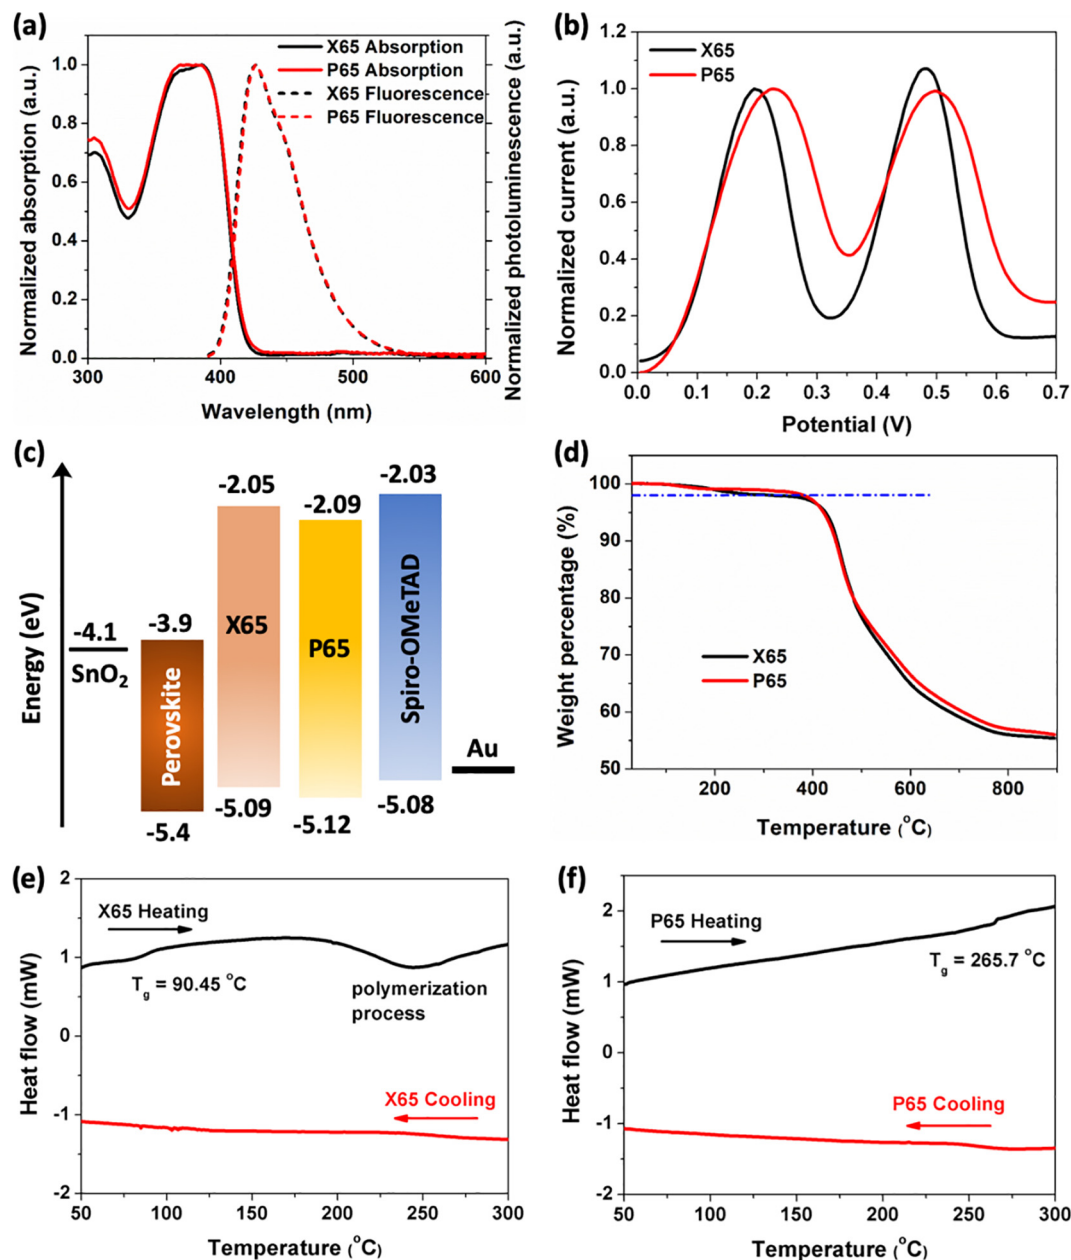 (a)
X65 Absorption
P65 Absorption
X65 Fluorescence
P65 Fluorescence
Normalized absorption (a.u.)
Normalized photoluminescence (a.u.)
1.0
0.8
0.6
0.4
0.2
0.0
300 400 500 600
Wavelength (nm)
(b)
X65
P65
Normalized current (a.u.)
1.2
1.0
0.8
0.6
0.4
0.2
0.0
0.0 0.1 0.2 0.3 0.4 0.5 0.6 0.7
Potential (V)
(c)
Energy (eV)
-4.1
SnO2
-3.9
Perovskite
-5.4
-2.05
X65
-5.09
-2.09
P65
-5.12
-2.03
Spiro-OMeTAD
-5.08
Au
(d)
Weight percentage (%)
100
90
80
70
60
50
X65
P65
200 400 600 800
Temperature (°C)
(e)
Heat flow (mW)
2
1
0
-1
-2
X65 Heating
Tg = 90.45 °C
polymerization
process
X65 Cooling
50 100 150 200 250 300
Temperature (°C)
(f)
Heat flow (mW)
2
1
0
-1
-2
P65 Heating
Tg = 265.7 °C
P65 Cooling
50 100 150 200 250 300
Temperature (°C)